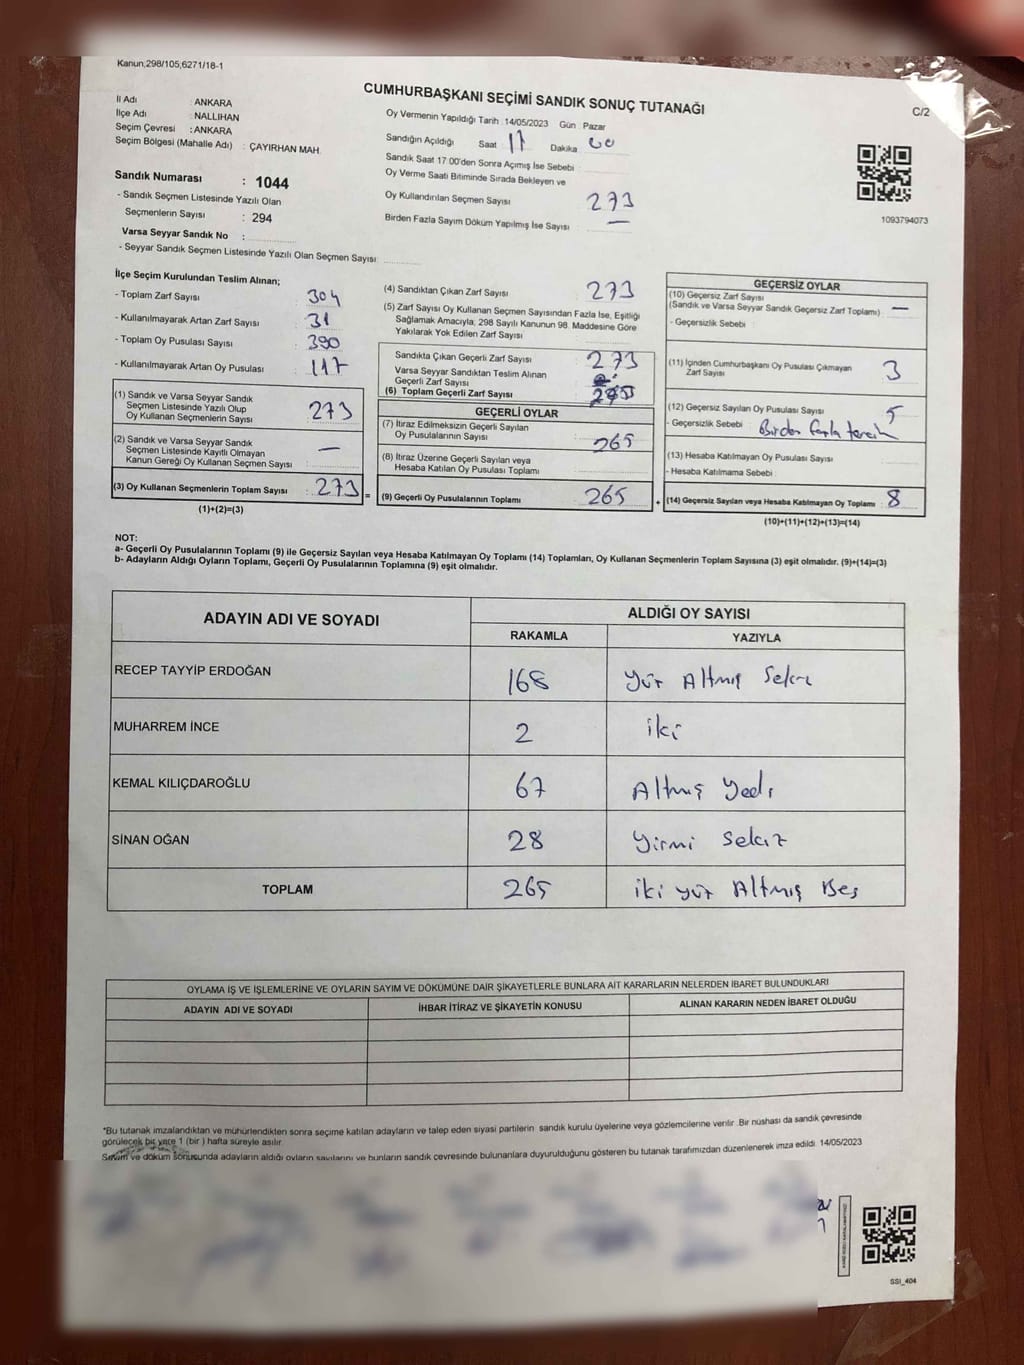 Kanun,298/105,6271/18-1
CUMHURBAŞKANI SEÇİMİ SANDIK SONUÇ TUTANAĞI
C/2
İl Adı : ANKARA
İlçe Adı : NALLIHAN
Seçim Çevresi : ANKARA
Seçim Bölgesi (Mahalle Adı) : ÇAYIRHAN MAH.
Sandık Numarası : 1044
- Sandık Seçmen Listesinde Yazılı Olan
Seçmenlerin Sayısı : 294
Varsa Seyyar Sandık No :
- Seyyar Sandık Seçmen Listesinde Yazılı Olan Seçmen Sayısı
Oy Vermenin Yapıldığı Tarih : 14/05/2023 Gün : Pazar
Sandığın Açıldığı Saat 17 Dakika 00
Sandık Saat 17:00'den Sonra Açımış İse Sebebi
Oy Verme Saati Bitiminde Sırada Bekleyen ve
Oy Kullandırılan Seçmen Sayısı 273
Birden Fazla Sayım Döküm Yapılmış İse Sayısı —
1093794073
İlçe Seçim Kurulundan Teslim Alınan;
- Toplam Zarf Sayısı : 304
- Kullanılmayarak Artan Zarf Sayısı : 31
- Toplam Oy Pusulası Sayısı : 390
- Kullanılmayarak Artan Oy Pusulası : 117
(1) Sandık ve Varsa Seyyar Sandık
Seçmen Listesinde Yazılı Olup
Oy Kullanan Seçmen Sayısı : 273
(2) Sandık ve Varsa Seyyar Sandık
Seçmen Listesinde Kayıtlı Olmayan
Kanun Gereği Oy Kullanan Seçmen Sayısı : —
(3) Oy Kullanan Seçmenlerin Toplam Sayısı : 273 =
(1)+(2)=(3)
(4) Sandıktan Çıkan Zarf Sayısı 273
(5) Zarf Sayısı Oy Kullanan Seçmen Sayısından Fazla İse, Eşitliği
Sağlamak Amacıyla, 298 Sayılı Kanunun 98. Maddesine Göre
Yakılarak Yok Edilen Zarf Sayısı
Sandıkta Çıkan Geçerli Zarf Sayısı 273
Varsa Seyyar Sandıktan Teslim Alınan
Geçerli Zarf Sayısı
(6) Toplam Geçerli Zarf Sayısı
GEÇERLİ OYLAR
(7) İtiraz Edilmeksizin Geçerli Sayılan
Oy Pusulalarının Sayısı 265
(8) İtiraz Üzerine Geçerli Sayılan veya
Hesaba Katılan Oy Pusulası Toplamı
(9) Geçerli Oy Pusulalarının Toplamı 265 +
GEÇERSİZ OYLAR
(10) Geçersiz Zarf Sayısı
(Sandık ve Varsa Seyyar Sandık Geçersiz Zarf Toplamı) : —
- Geçersizlik Sebebi :
(11) İçinden Cumhurbaşkanı Oy Pusulası Çıkmayan
Zarf Sayısı 3
(12) Geçersiz Sayılan Oy Pusulası Sayısı 5
- Geçersizlik Sebebi : Birden fazla tercih
(13) Hesaba Katılmayan Oy Pusulası Sayısı
- Hesaba Katılmama Sebebi :
(14) Geçersiz Sayılan veya Hesaba Katılmayan Oy Toplamı : 8
(10)+(11)+(12)+(13)=(14)
NOT:
a- Geçerli Oy Pusulalarının Toplamı (9) ile Geçersiz Sayılan veya Hesaba Katılmayan Oy Toplamı (14) Toplamları, Oy Kullanan Seçmenlerin Toplam Sayısına (3) eşit olmalıdır. (9)+(14)=(3)
b- Adayların Aldığı Oyların Toplamı, Geçerli Oy Pusulalarının Toplamına (9) eşit olmalıdır.
ADAYIN ADI VE SOYADI ALDIĞI OY SAYISI
RAKAMLA YAZIYLA
RECEP TAYYİP ERDOĞAN 168 yüz Altmış Sekiz
MUHARREM İNCE 2 iki
KEMAL KILIÇDAROĞLU 67 Altmış Yedi
SİNAN OĞAN 28 Yirmi Sekiz
TOPLAM 265 iki yüz Altmış Beş
OYLAMA İŞ VE İŞLEMLERİNE VE OYLARIN SAYIM VE DÖKÜMÜNE DAİR ŞİKAYETLERLE BUNLARA AİT KARARLARIN NELERDEN İBARET BULUNDUKLARI
ADAYIN ADI VE SOYADI İHBAR İTİRAZ VE ŞİKAYETİN KONUSU ALINAN KARARIN NEDEN İBARET OLDUĞU
*Bu tutanak imzalandıktan ve mühürlendikten sonra seçime katılan adayların ve talep eden siyasi partilerin sandık kurulu üyelerine veya gözlemcilerine verilir. Bir nüshası da sandık çevresinde
görülecek bir yere 1 (bir ) hafta süreyle asılır.
Sayım ve döküm sonusunda adayların aldığı oyların sayılarını ve bunların sandık çevresinde bulunanlara duyurulduğunu gösteren bu tutanak tarafımızdan düzenlenerek imza edildi. 14/05/2023
SSI_404